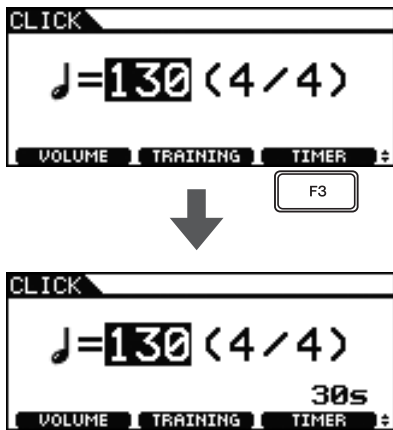 CLICK
♩=130 (4/4)
VOLUME TRAINING TIMER
F3
CLICK
♩=130 (4/4)
30s
VOLUME TRAINING TIMER